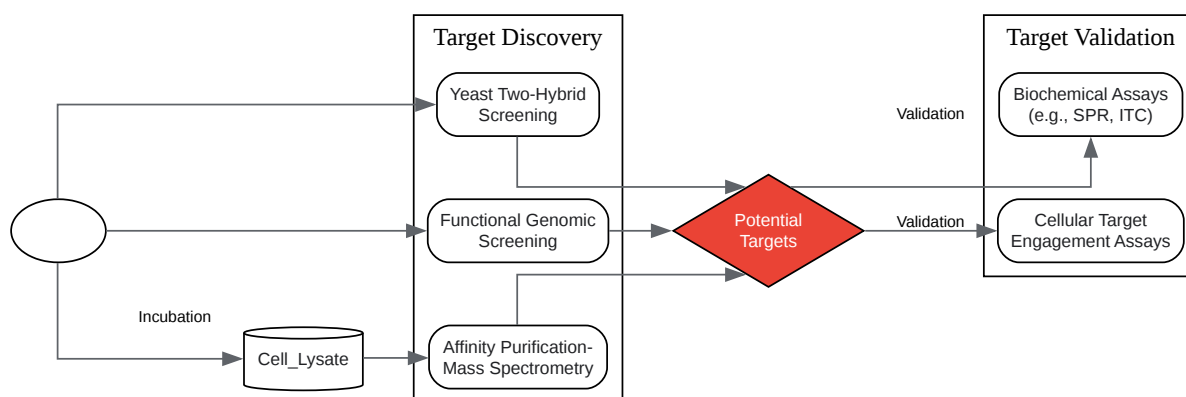 Target Discovery
Target Validation
Yeast Two-Hybrid
Screening
Validation
Biochemical Assays
(e.g., SPR, ITC)
Functional Genomic
Screening
Potential
Targets
Validation
Cellular Target
Engagement Assays
Incubation
Cell_Lysate
Affinity Purification-
Mass Spectrometry